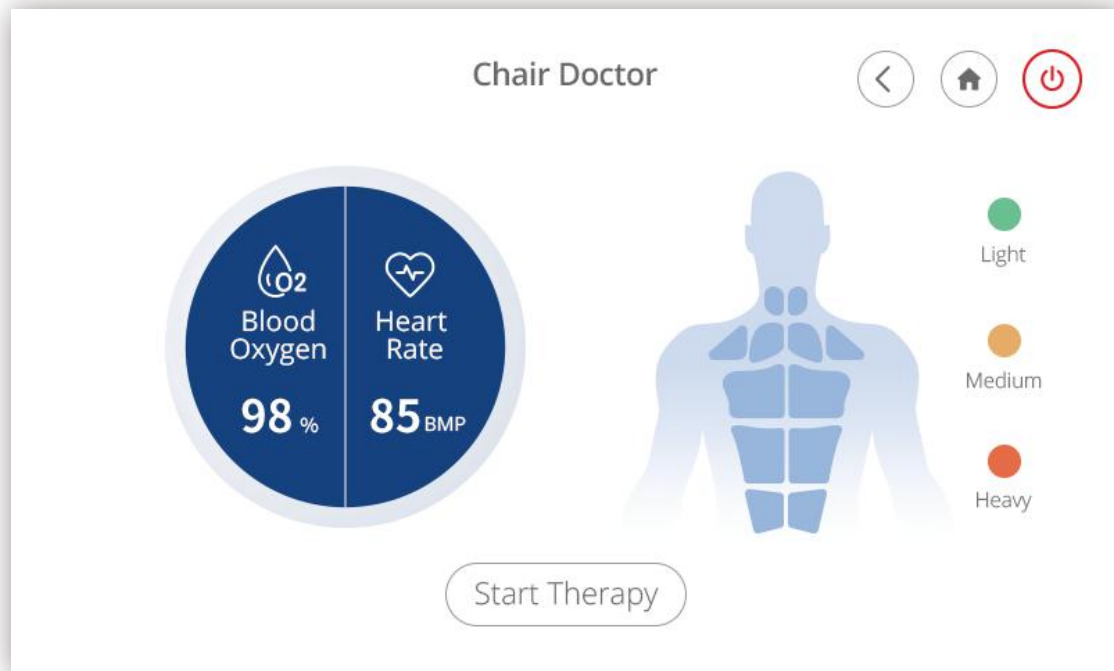 Chair Doctor
O2
Blood
Oxygen
98 %
Heart
Rate
85 BMP
Light
Medium
Heavy
Start Therapy